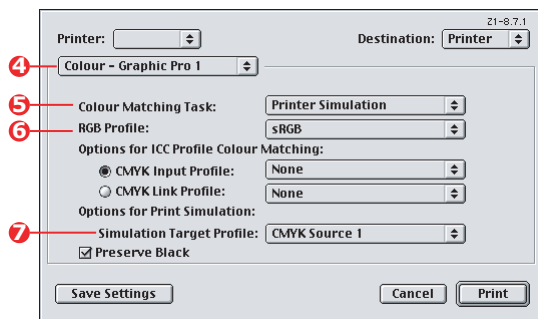 Z1-8.7.1
Printer: Destination: Printer
4 Colour - Graphic Pro 1
5 Colour Matching Task: Printer Simulation
6 RGB Profile: sRGB
Options for ICC Profile Colour Matching:
CMYK Input Profile: None
CMYK Link Profile: None
Options for Print Simulation:
7 Simulation Target Profile: CMYK Source 1
Preserve Black
Save Settings Cancel Print